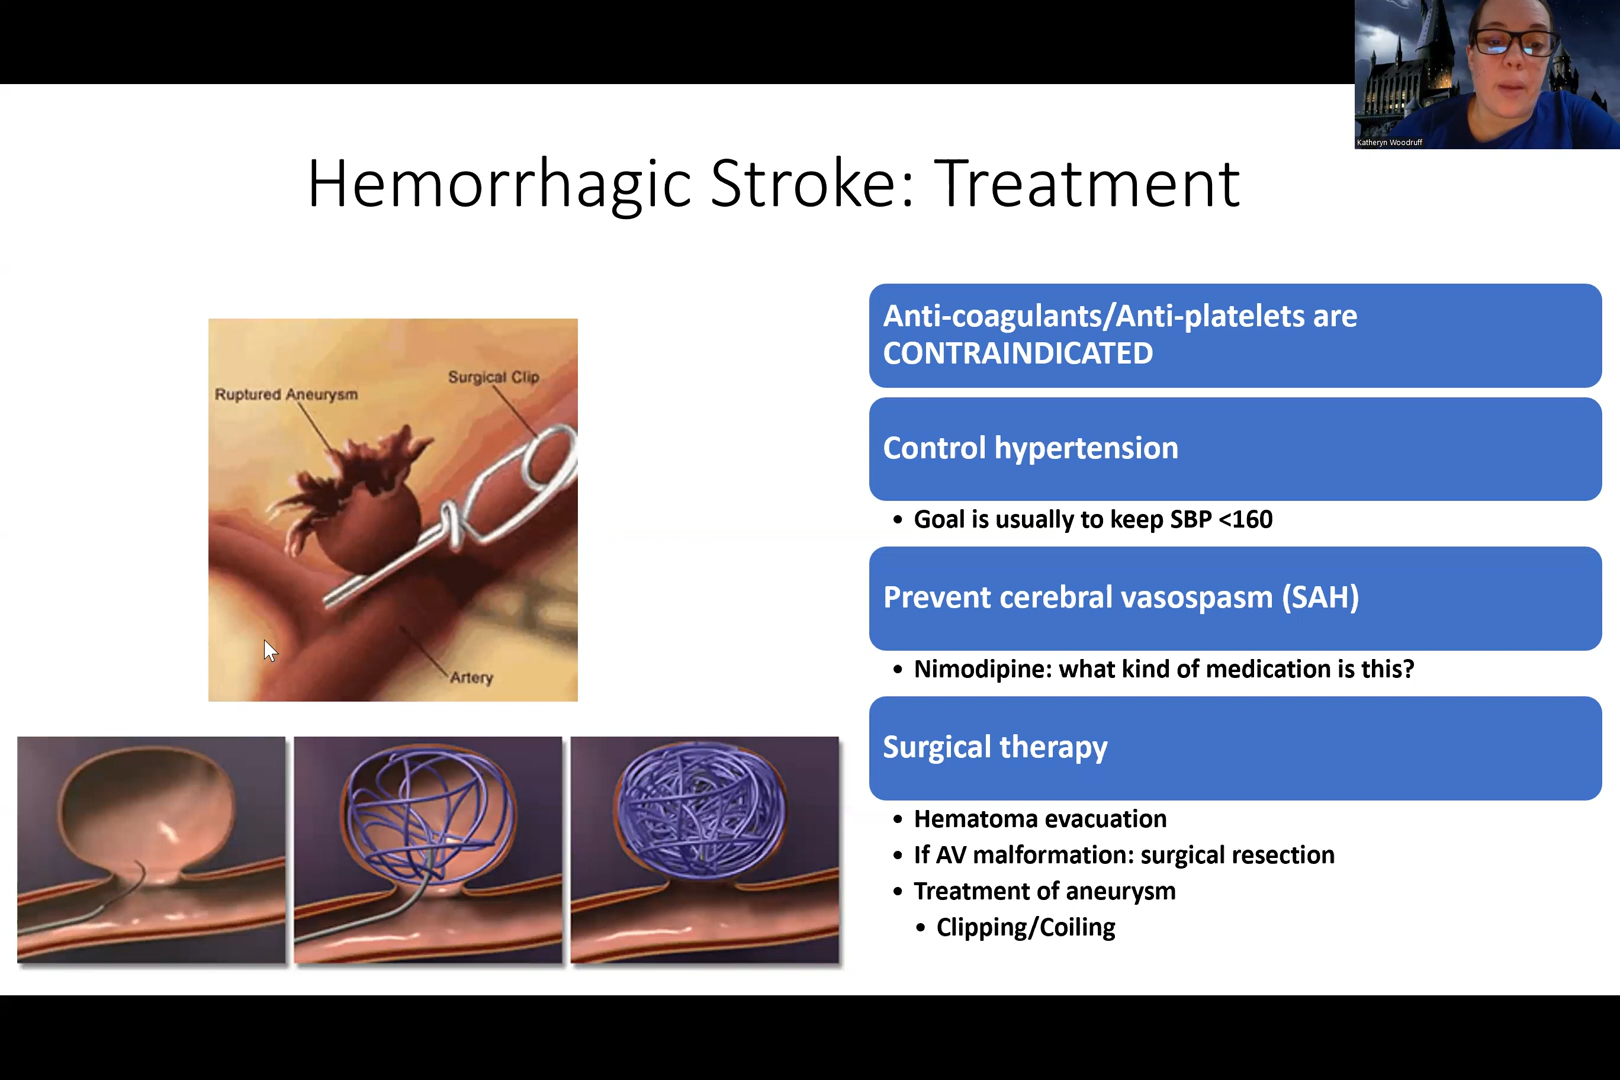 Katheryn Woodruff
Hemorrhagic Stroke: Treatment
Ruptured Aneurysm
Surgical Clip
Artery
Anti-coagulants/Anti-platelets are
CONTRAINDICATED
Control hypertension
• Goal is usually to keep SBP <160
Prevent cerebral vasospasm (SAH)
• Nimodipine: what kind of medication is this?
Surgical therapy
• Hematoma evacuation
• If AV malformation: surgical resection
• Treatment of aneurysm
• Clipping/Coiling